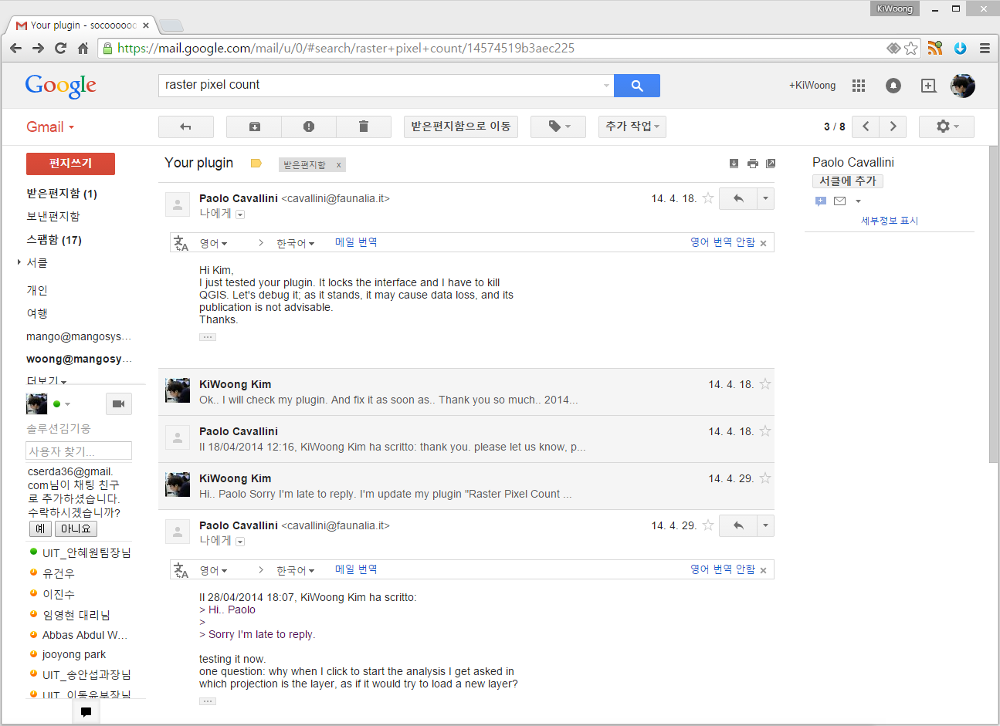 KiWoong
Your plugin - socoooooc
https://mail.google.com/mail/u/0/#search/raster+pixel+count/14574519b3aec225
Google
raster pixel count
+KiWoong
Gmail
받은편지함으로 이동
추가 작업
3 / 8
편지쓰기
받은편지함 (1)
보낸편지함
스팸함 (17)
서클
개인
여행
mango@mangosys...
woong@mangosy...
더보기
솔루션김기웅
사용자 찾기...
cserda36@gmail.
com님이 채팅 친구
로 추가하셨습니다.
수락하시겠습니까?
예 아니요
UIT_안혜원팀장님
유건우
이진수
임영현 대리님
Abbas Abdul W...
jooyong park
UIT_송안섭과장님
UIT_이동유부장님
Your plugin
받은편지함 x
Paolo Cavallini <cavallini@faunalia.it>
14. 4. 18.
나에게
영어 > 한국어 메일 번역
영어 번역 안함 x
Hi Kim,
I just tested your plugin. It locks the interface and I have to kill
QGIS. Let's debug it; as it stands, it may cause data loss, and its
publication is not advisable.
Thanks.
KiWoong Kim
14. 4. 18.
Ok.. I will check my plugin. And fix it as soon as.. Thank you so much.. 2014...
Paolo Cavallini
14. 4. 18.
Il 18/04/2014 12:16, KiWoong Kim ha scritto: thank you. please let us know, p...
KiWoong Kim
14. 4. 29.
Hi.. Paolo Sorry I'm late to reply. I'm update my plugin "Raster Pixel Count ...
Paolo Cavallini <cavallini@faunalia.it>
14. 4. 29.
나에게
영어 > 한국어 메일 번역
영어 번역 안함 x
Il 28/04/2014 18:07, KiWoong Kim ha scritto:
> Hi.. Paolo
>
> Sorry I'm late to reply.
testing it now.
one question: why when I click to start the analysis I get asked in
which projection is the layer, as if it would try to load a new layer?
Paolo Cavallini
서클에 추가
세부정보 표시